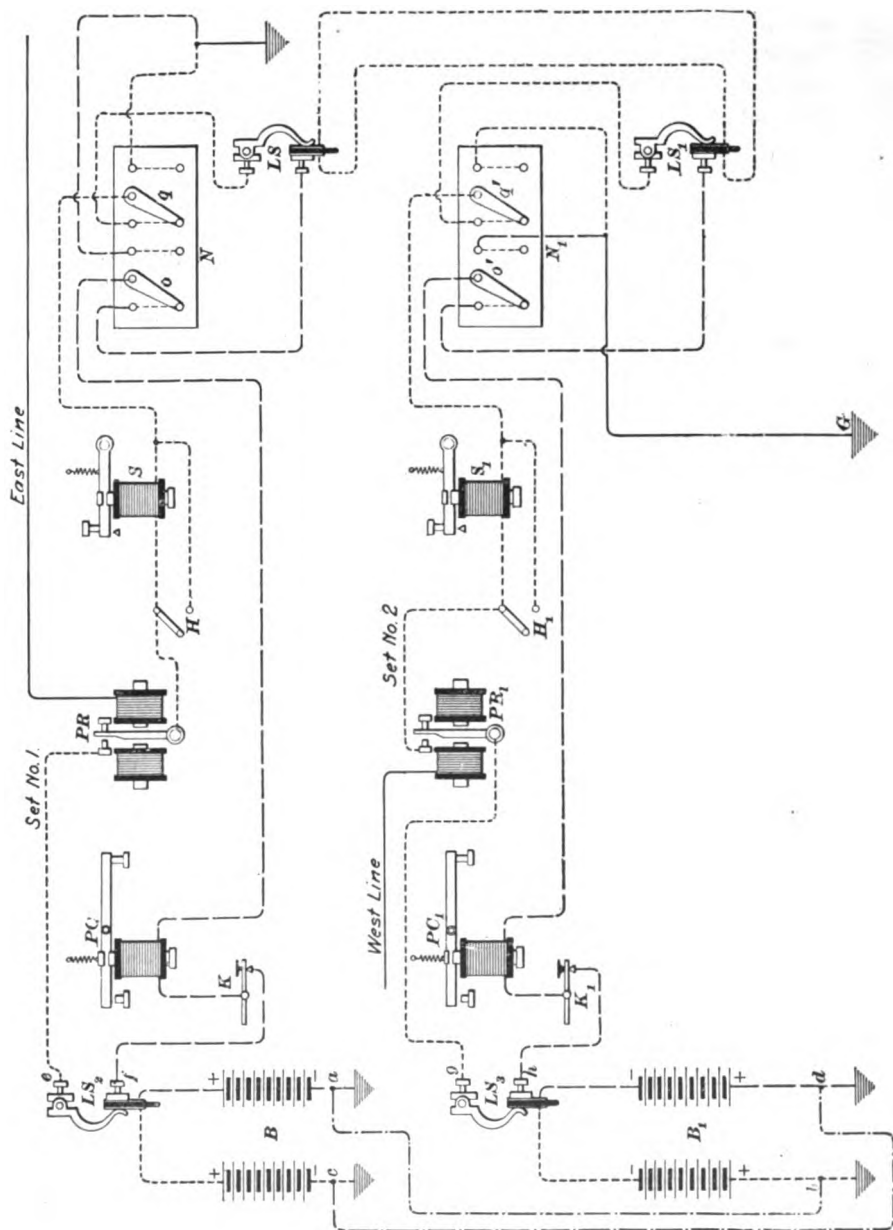 East Line
Set No. 1.
PR
H
S
o
q
N
LS
PC
K
e
LS2
f
+
+
B
-
-
c
a
West Line
Set No. 2
PR1
H1
S1
o'
q'
N1
LS1
PC1
K1
g
LS3
h
-
-
B1
+
+
d
G